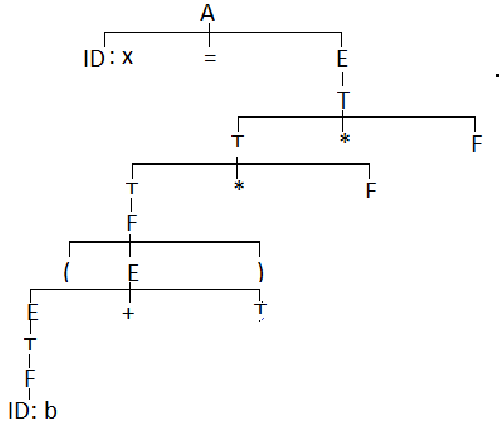 A
ID: x = E
T
T * F
T * F
F
( E )
E + T
T
F
ID: b